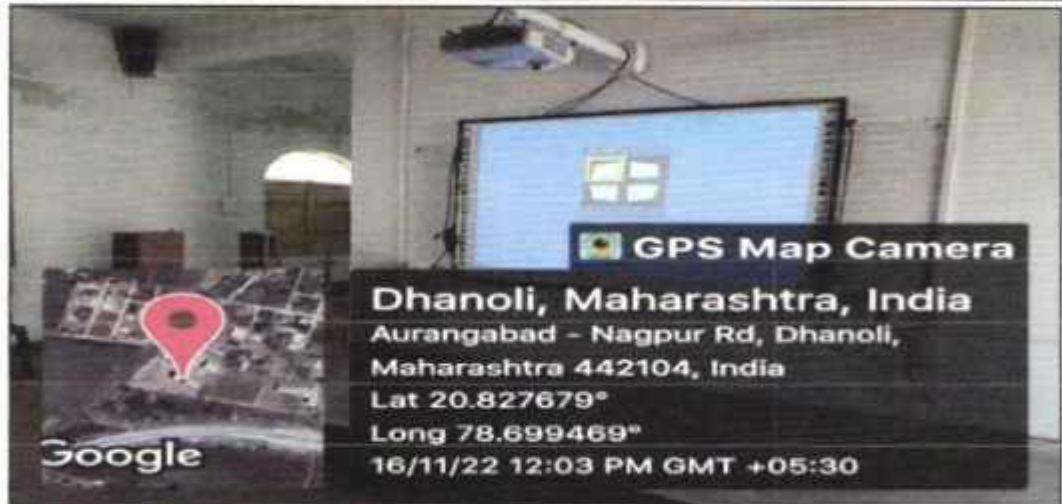 GPS Map Camera
Dhanoli, Maharashtra, India
Aurangabad - Nagpur Rd, Dhanoli,
Maharashtra 442104, India
Lat 20.827679°
Long 78.699469°
16/11/22 12:03 PM GMT +05:30
Google